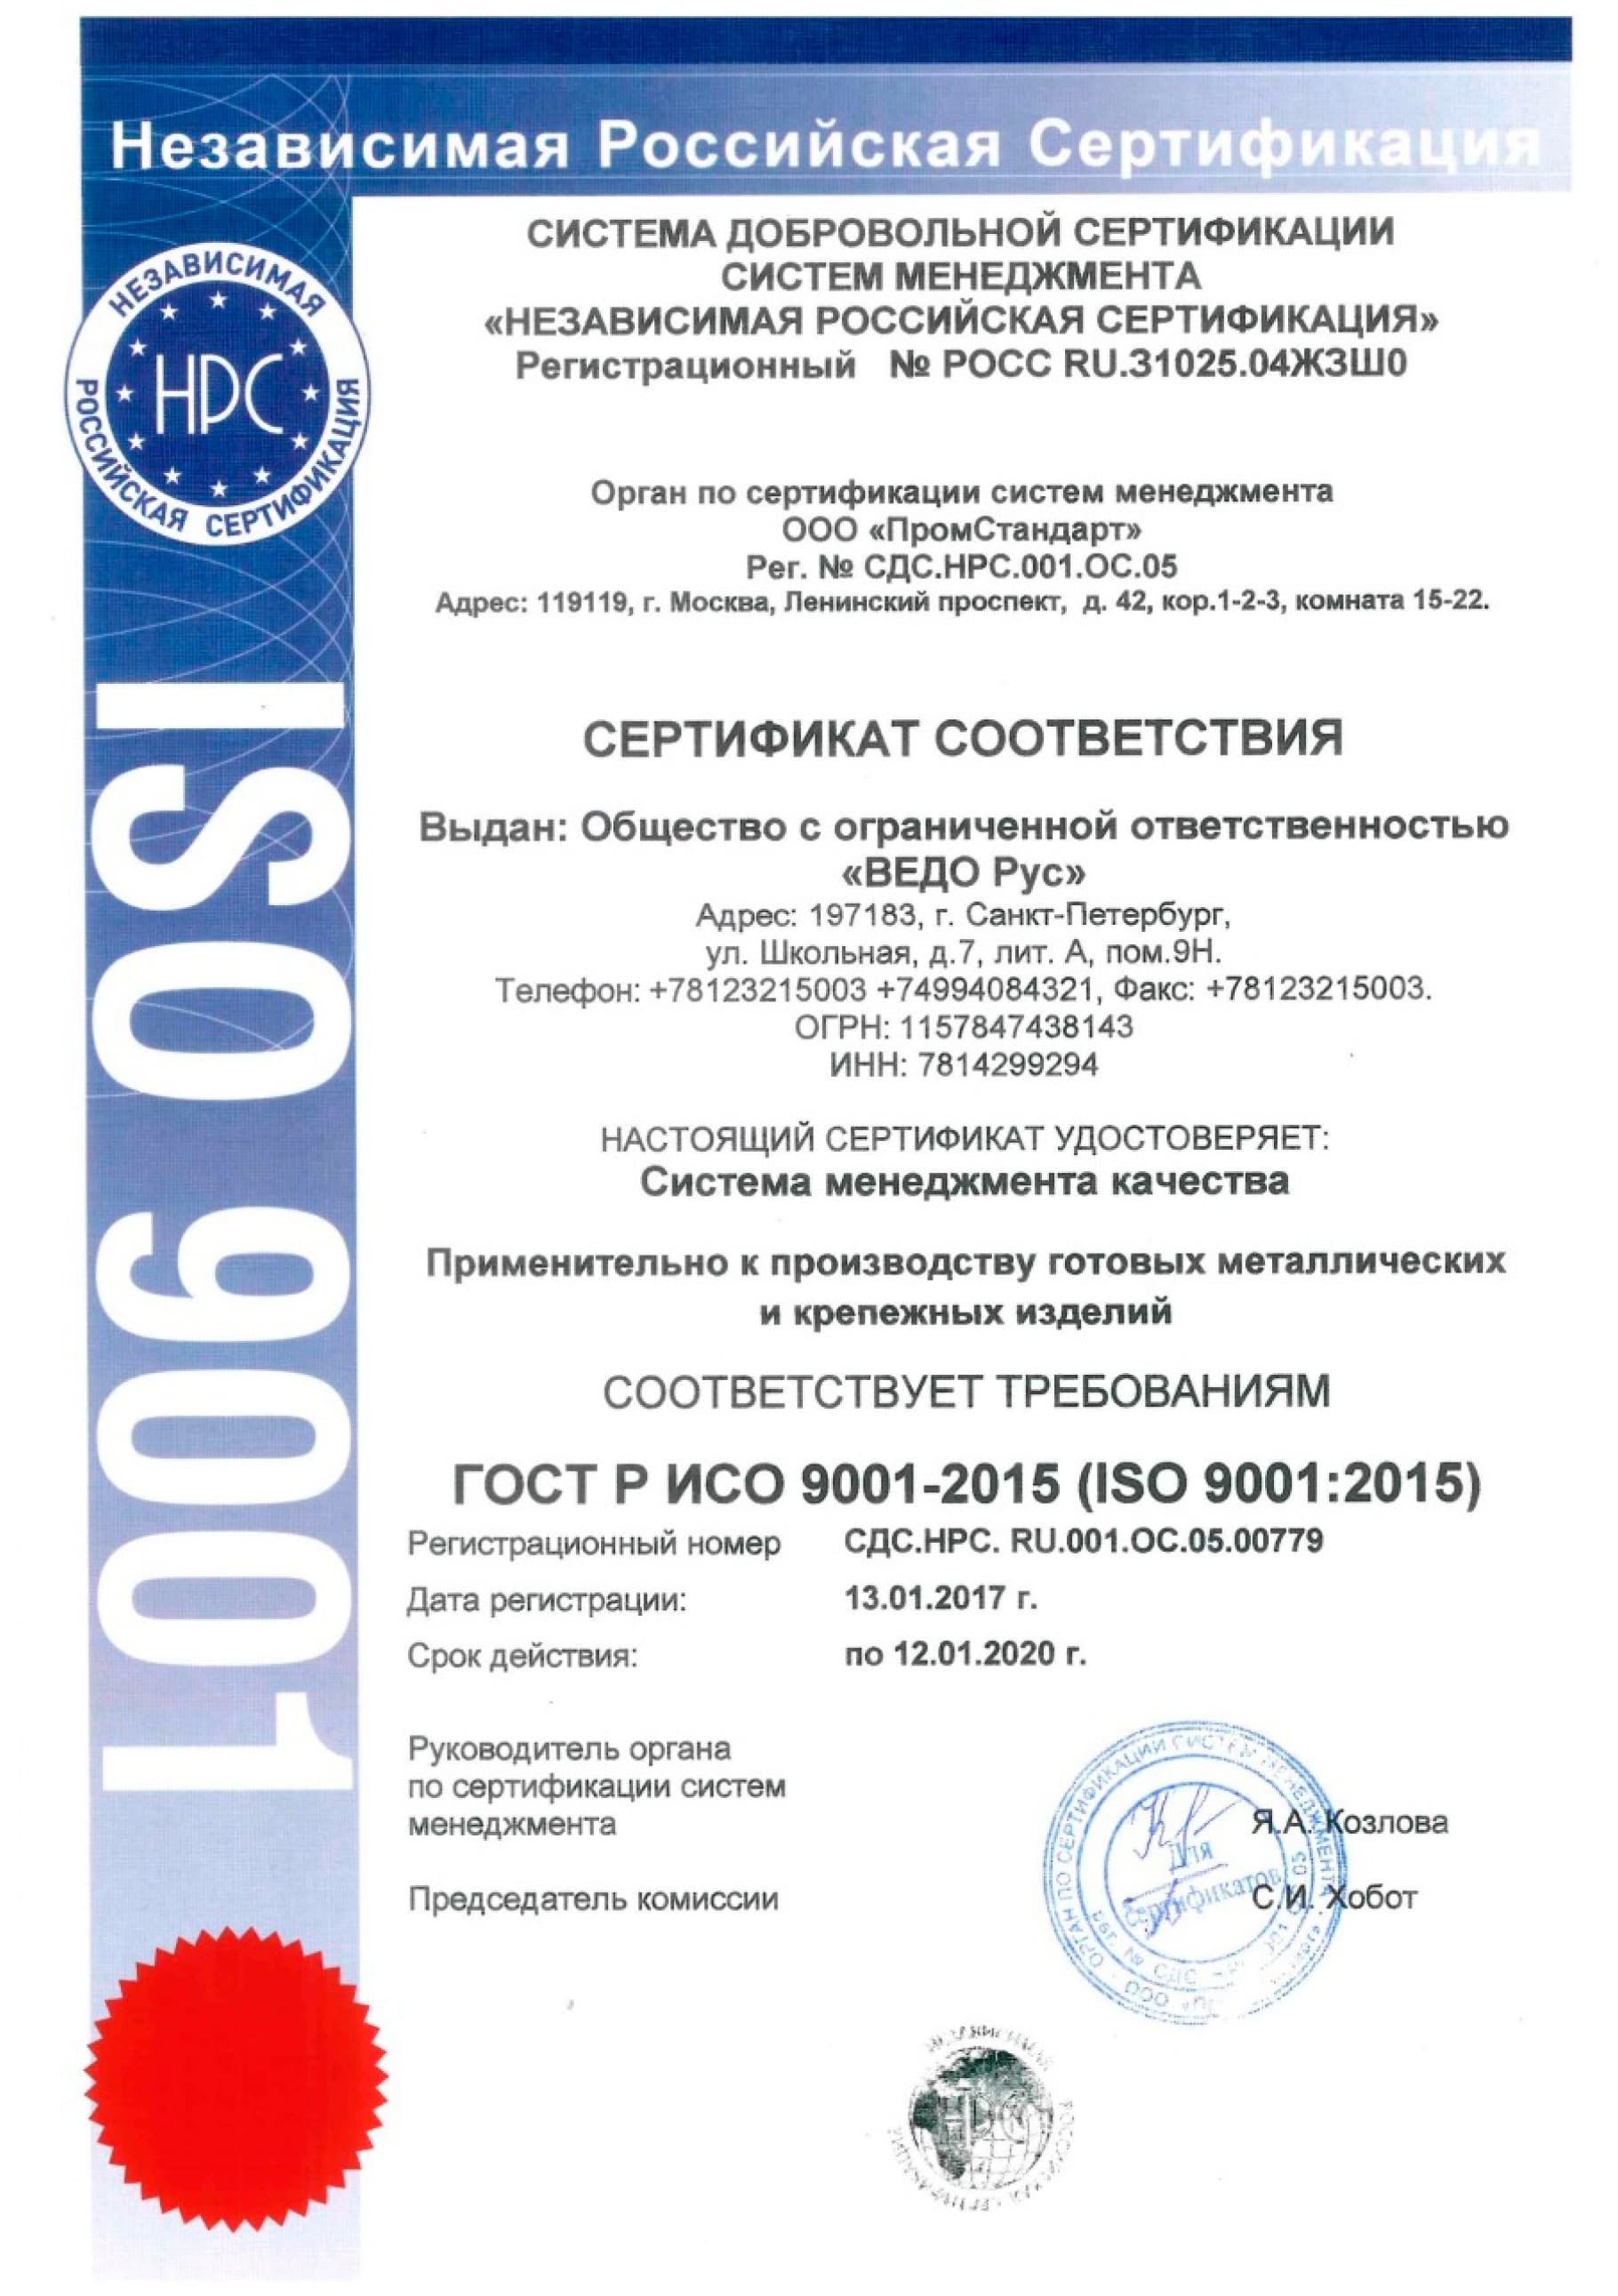 Независимая Российская Сертификация
СИСТЕМА ДОБРОВОЛЬНОЙ СЕРТИФИКАЦИИ
СИСТЕМ МЕНЕДЖМЕНТА
«НЕЗАВИСИМАЯ РОССИЙСКАЯ СЕРТИФИКАЦИЯ»
Регистрационный № РОСС RU.31025.04ЖЗШ0
НЕЗАВИСИМАЯ
НРС
РОССИЙСКАЯ СЕРТИФИКАЦИЯ
Орган по сертификации систем менеджмента
ООО «ПромСтандарт»
Рег. № СДС.НРС.001.ОС.05
Адрес: 119119, г. Москва, Ленинский проспект, д. 42, кор.1-2-3, комната 15-22.
ISO 9001
СЕРТИФИКАТ СООТВЕТСТВИЯ
Выдан: Общество с ограниченной ответственностью
«ВЕДО Рус»
Адрес: 197183, г. Санкт-Петербург,
ул. Школьная, д.7, лит. А, пом.9Н.
Телефон: +78123215003 +74994084321, Факс: +78123215003.
ОГРН: 1157847438143
ИНН: 7814299294
НАСТОЯЩИЙ СЕРТИФИКАТ УДОСТОВЕРЯЕТ:
Система менеджмента качества
Применительно к производству готовых металлических
и крепежных изделий
СООТВЕТСТВУЕТ ТРЕБОВАНИЯМ
ГОСТ Р ИСО 9001-2015 (ISO 9001:2015)
Регистрационный номер СДС.НРС. RU.001.ОС.05.00779
Дата регистрации: 13.01.2017 г.
Срок действия: по 12.01.2020 г.
Руководитель органа
по сертификации систем
менеджмента
Я.А. Козлова
Председатель комиссии С.И. Хобот
ОРГАН ПО СЕРТИФИКАЦИИ СИСТЕМ МЕНЕДЖМЕНТА
Для
сертификатов
НРС